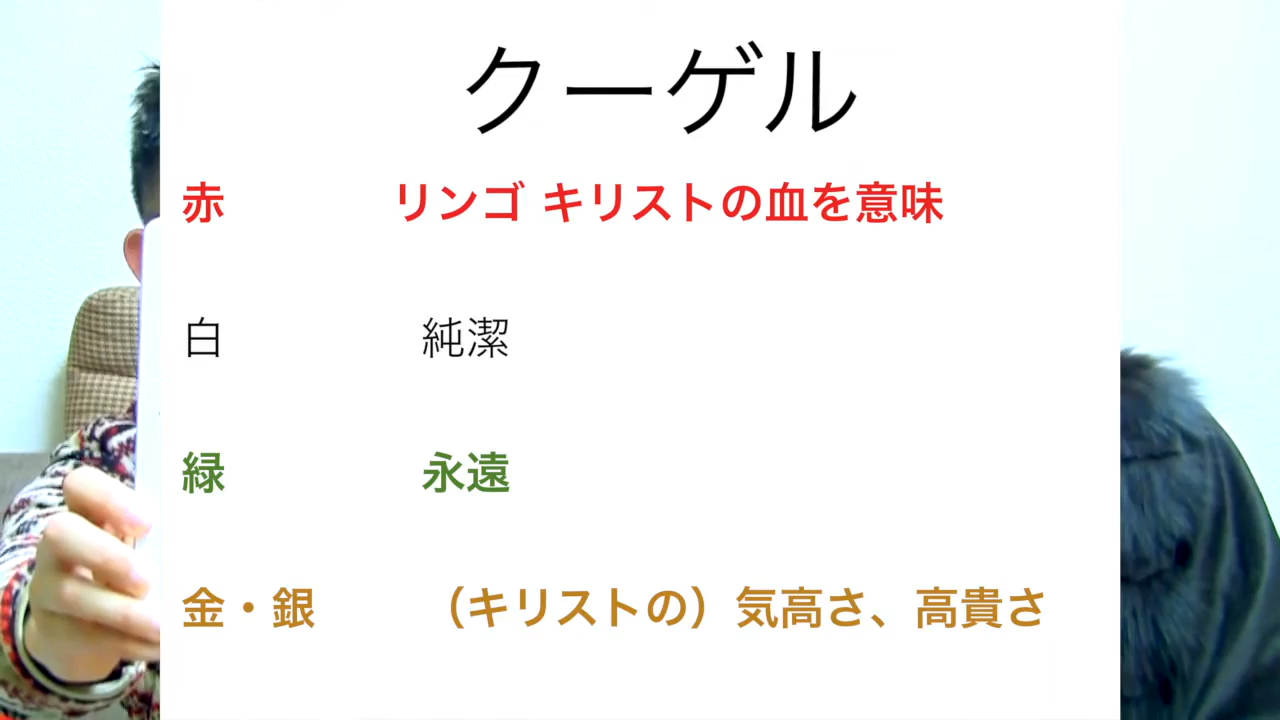 クーゲル
赤 リンゴ キリストの血を意味
白 純潔
緑 永遠
金・銀 （キリストの）気高さ、高貴さ